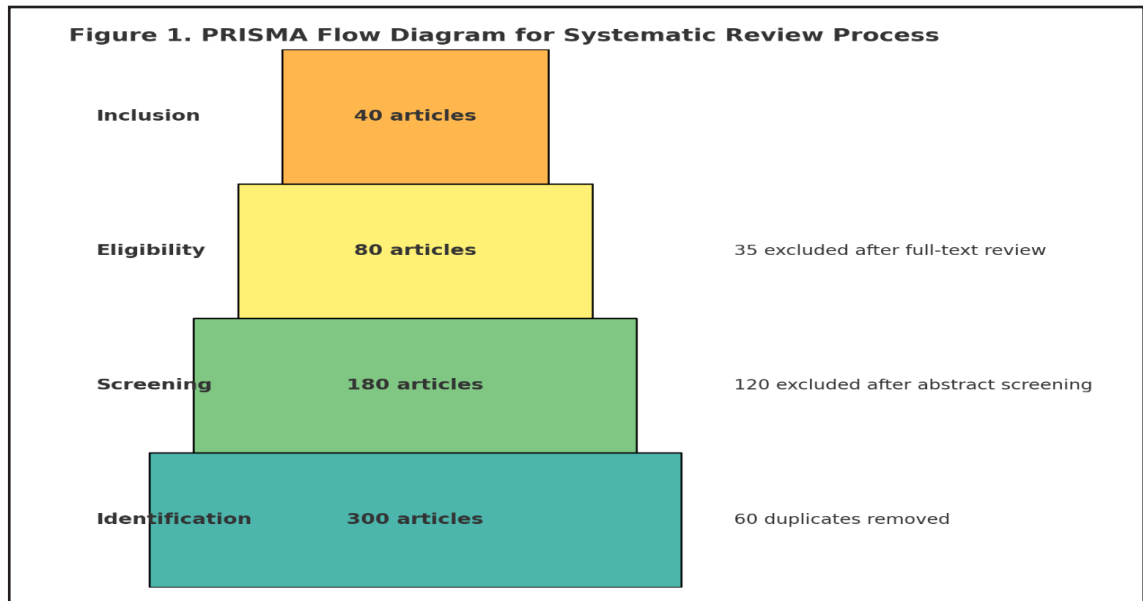 Figure 1. PRISMA Flow Diagram for Systematic Review Process
Inclusion
40 articles
Eligibility
80 articles
35 excluded after full-text review
Screening
180 articles
120 excluded after abstract screening
Identification
300 articles
60 duplicates removed